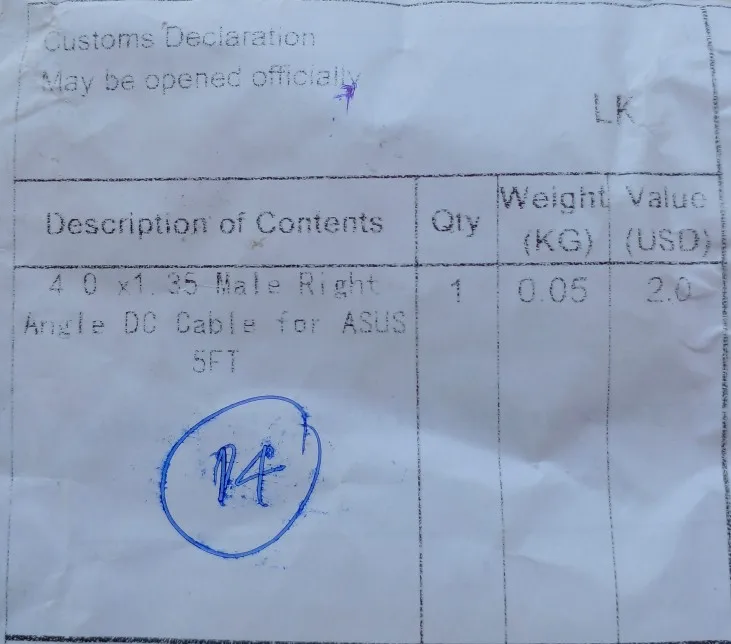 Customs Declaration
May be opened officially
LK
Description of Contents Qty Weight (KG) Value (USD)
4 0 x1.35 Male Right 1 0.05 2.0
Angle DC Cable for ASUS
5FT
14